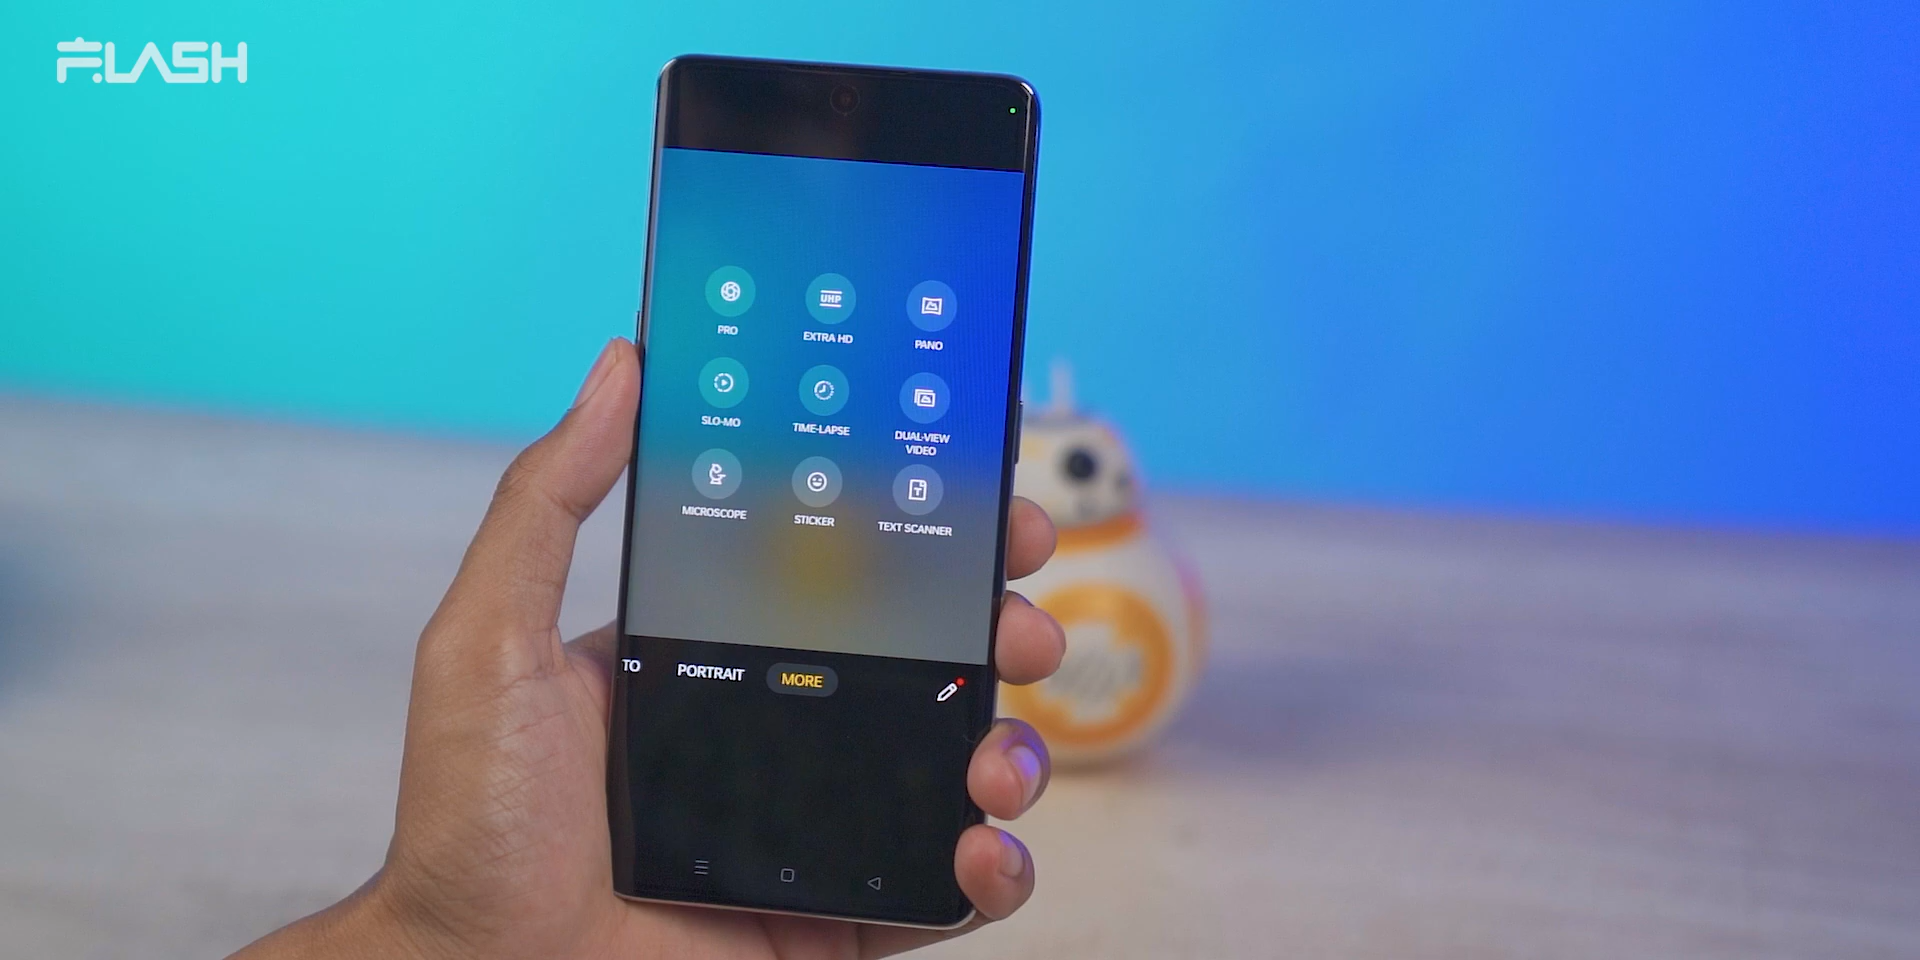 FLASH
PRO
UHP
EXTRA HD
PANO
SLO-MO
TIME-LAPSE
DUAL-VIEW
VIDEO
MICROSCOPE
STICKER
T
TEXT SCANNER
TO
PORTRAIT
MORE